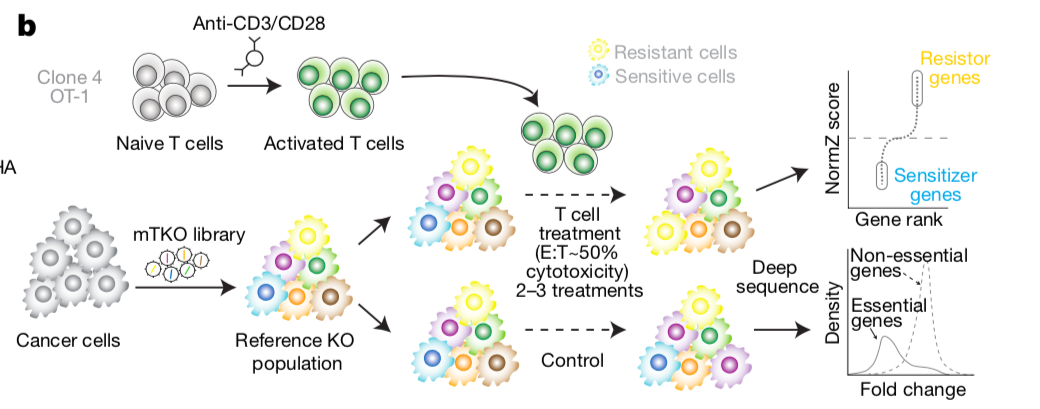 b
Anti-CD3/CD28
Clone 4
OT-1
Naive T cells
Activated T cells
Resistant cells
Sensitive cells
Resistor
genes
NormZ score
Sensitizer
genes
Gene rank
HA
mTKO library
Cancer cells
Reference KO
population
T cell
treatment
(E:T~50%
cytotoxicity)
2–3 treatments
Control
Deep
sequence
Non-essential
genes
Essential
genes
Density
Fold change